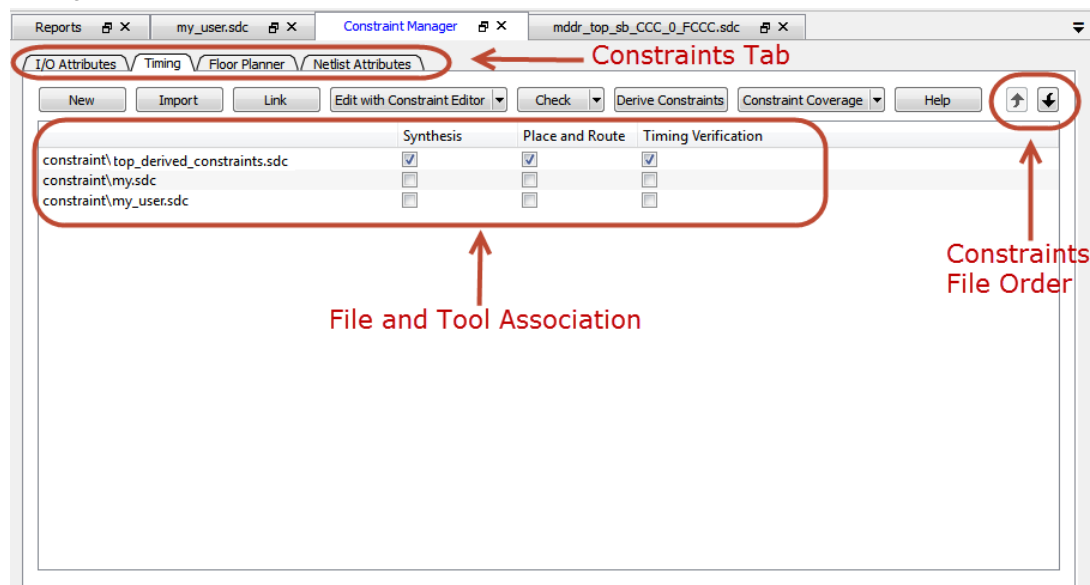 Reports my_user.sdc Constraint Manager mddr_top_sb_CCC_0_FCCC.sdc
Constraints Tab
I/O Attributes Timing Floor Planner Netlist Attributes
New Import Link Edit with Constraint Editor Check Derive Constraints Constraint Coverage Help
Synthesis Place and Route Timing Verification
constraint\top_derived_constraints.sdc
constraint\my.sdc
constraint\my_user.sdc
Constraints
File Order
File and Tool Association